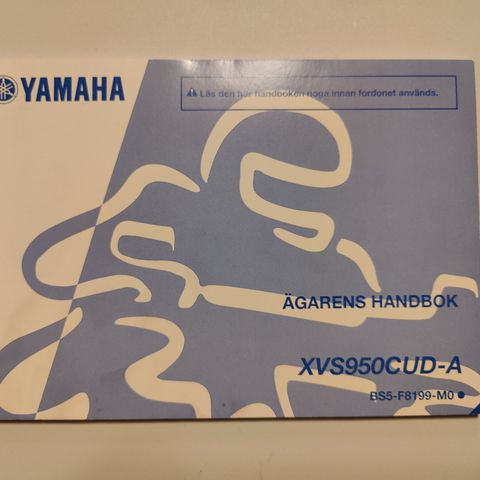 YAMAHA
Läs den här handboken noga innan fordonet används.
ÄGARENS HANDBOK
XVS950CUD-A
BS5-F8199-M0